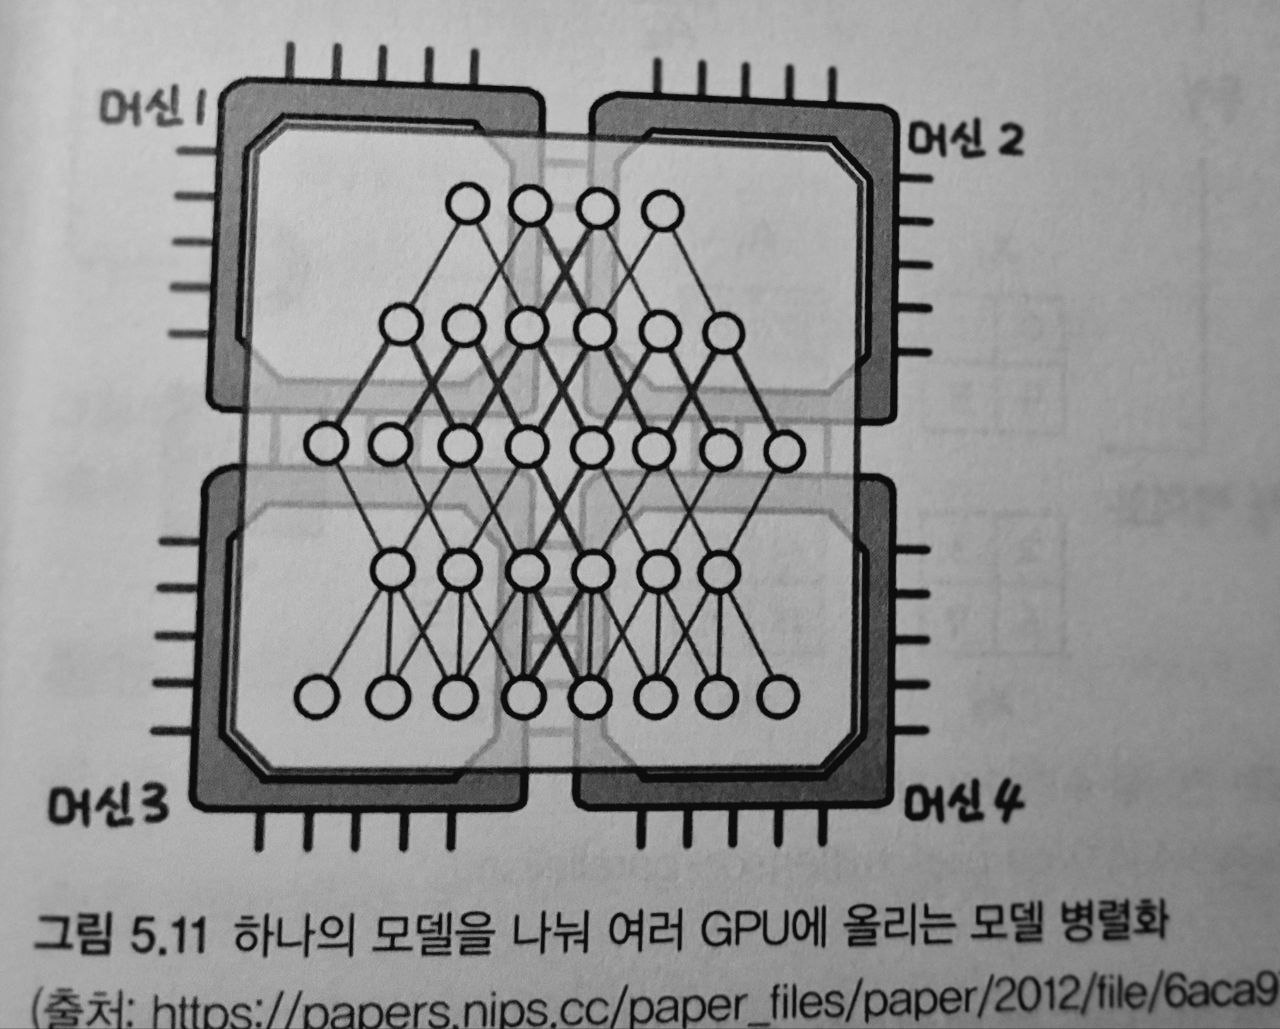 머신 1
머신 2
머신 3
머신 4
그림 5.11 하나의 모델을 나눠 여러 GPU에 올리는 모델 병렬화
(출처: https://papers.nips.cc/paper_files/paper/2012/file/6aca9